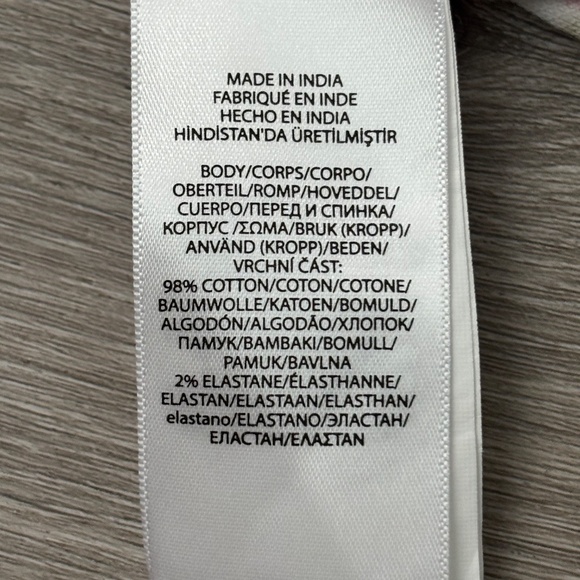 MADE IN INDIA
FABRIQUÉ EN INDE
HECHO EN INDIA
HİNDİSTAN'DA ÜRETİLMİŞTİR
BODY/CORPS/CORPO/
OBERTEIL/ROMP/HOVEDDEL/
CUERPO/ПЕРЕД И СПИНКА/
КОРПУС /ΣΩΜΑ/BRUK (KROPP)/
ANVÄND (KROPP)/BEDEN/
VRCHNÍ ČÁST:
98% COTTON/COTON/COTONE/
BAUMWOLLE/KATOEN/BOMULD/
ALGODÓN/ALGODÃO/ХЛОПОК/
ПАМУК/ΒΑΜΒΑΚΙ/BOMULL/
PAMUK/BAVLNA
2% ELASTANE/ÉLASTHANNE/
ELASTAN/ELASTAAN/ELASTHAN/
elastano/ELASTANO/ЭЛАСТАН/
ЕЛАСТАН/ΕΛΑΣΤΑΝ